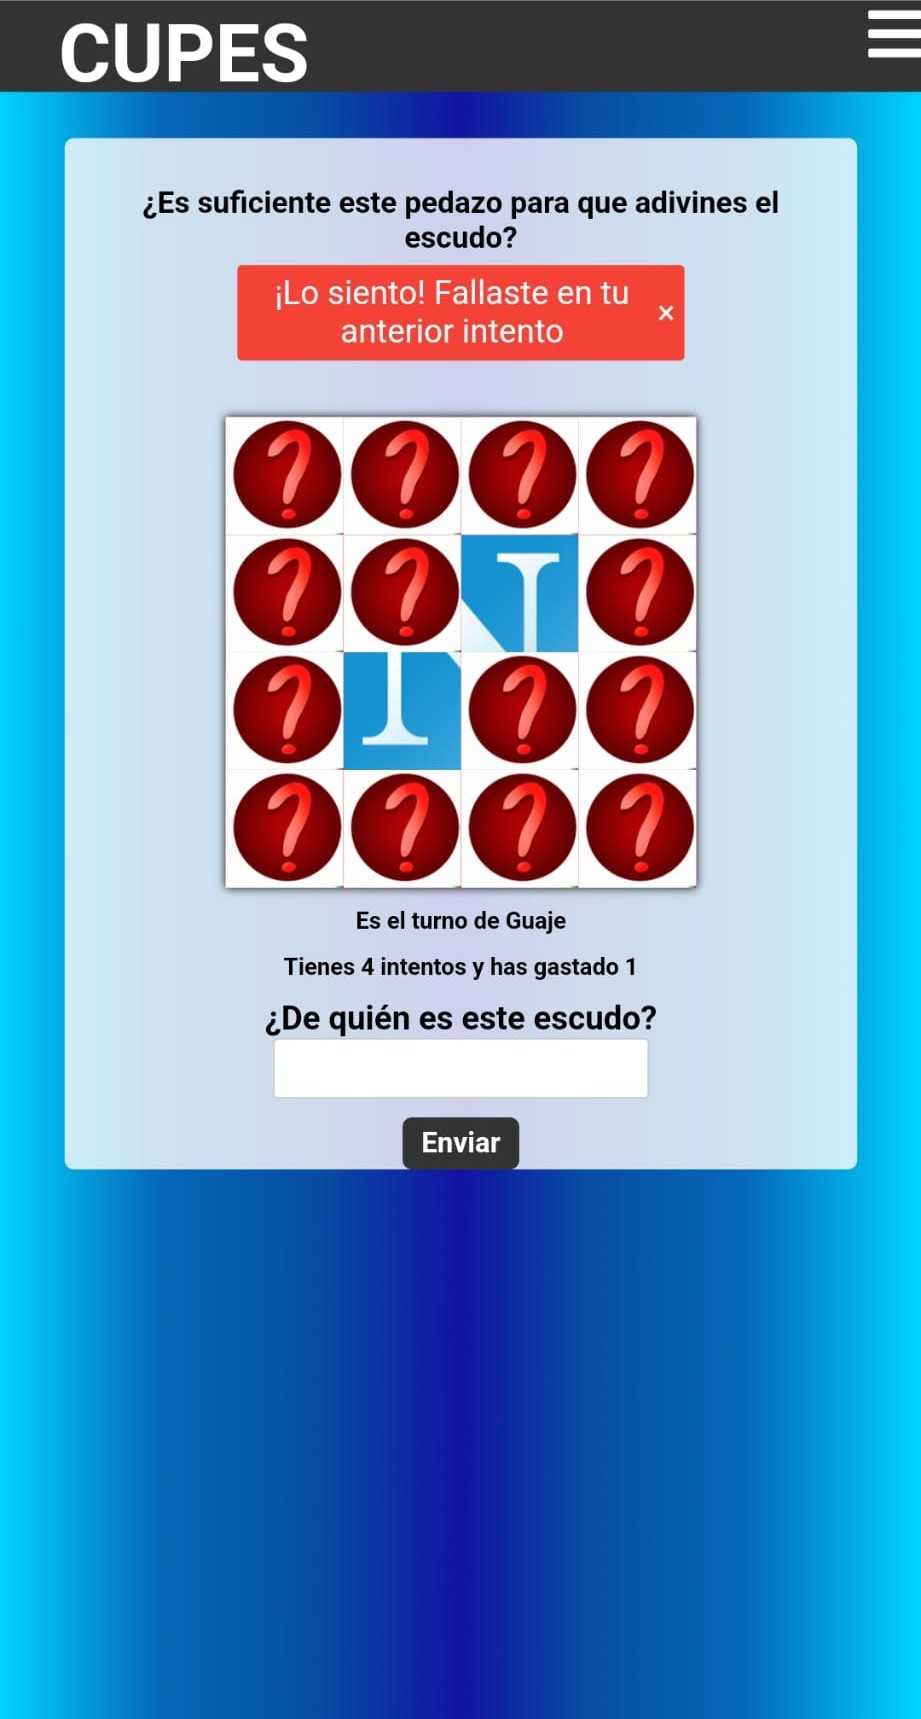 CUPES
¿Es suficiente este pedazo para que adivines el
escudo?
¡Lo siento! Fallaste en tu
anterior intento
×
? ? ? ?
? ? N ?
? ? ?
? ? ? ?
Es el turno de Guaje
Tienes 4 intentos y has gastado 1
¿De quién es este escudo?
Enviar